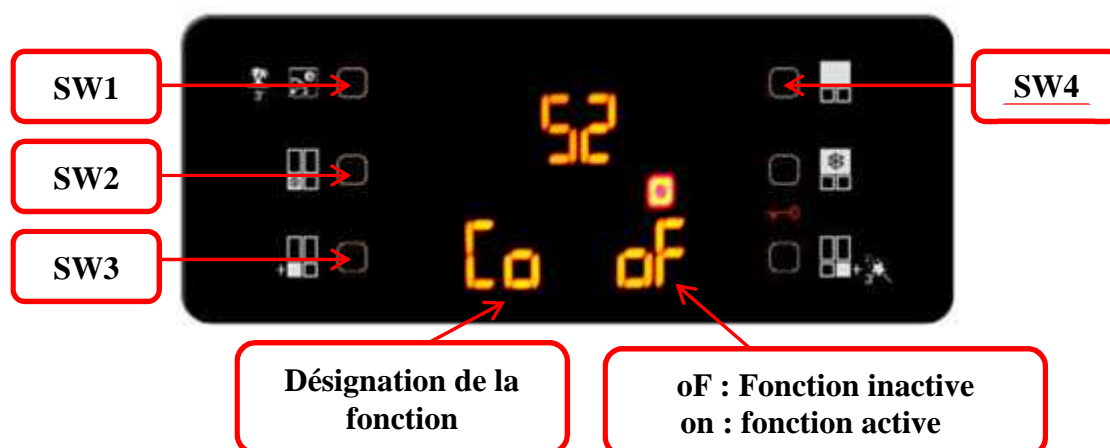 SW1
SW4
52
SW2
SW3
Co oF
Désignation de la
fonction
oF : Fonction inactive
on : fonction active